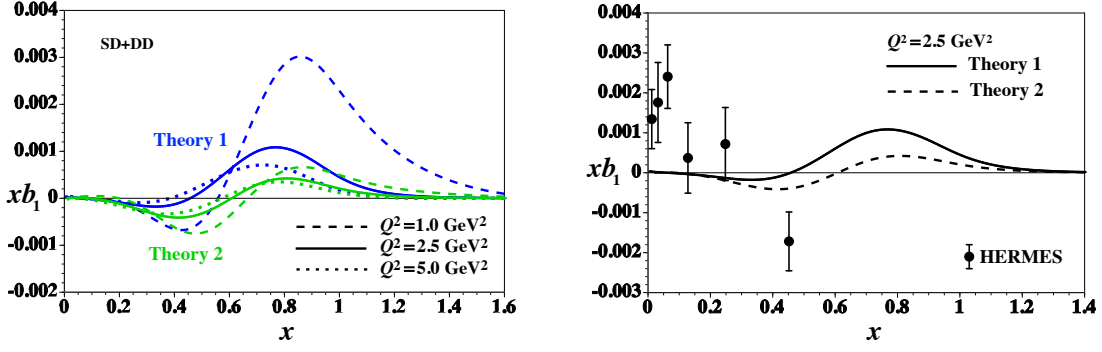 0.004
0.003
0.002
0.001
0
-0.001
-0.002
xb₁
SD+DD
Theory 1
Theory 2
Q²=1.0 GeV²
Q²=2.5 GeV²
Q²=5.0 GeV²
0 0.2 0.4 0.6 0.8 1 1.2 1.4 1.6
x
0.004
0.003
0.002
0.001
0
-0.001
-0.002
-0.003
xb₁
Q²=2.5 GeV²
Theory 1
Theory 2
HERMES
0 0.2 0.4 0.6 0.8 1 1.2 1.4
x